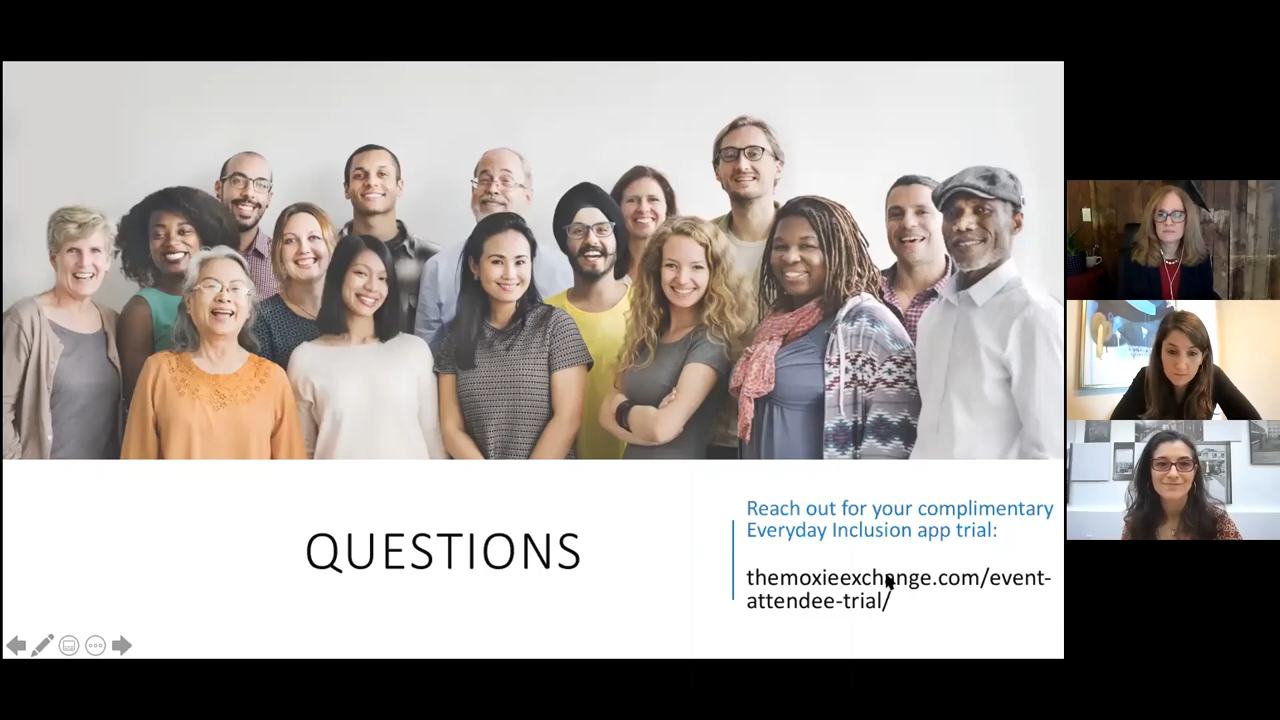 QUESTIONS
Reach out for your complimentary
Everyday Inclusion app trial:
themoxieexchange.com/event-
attendee-trial/